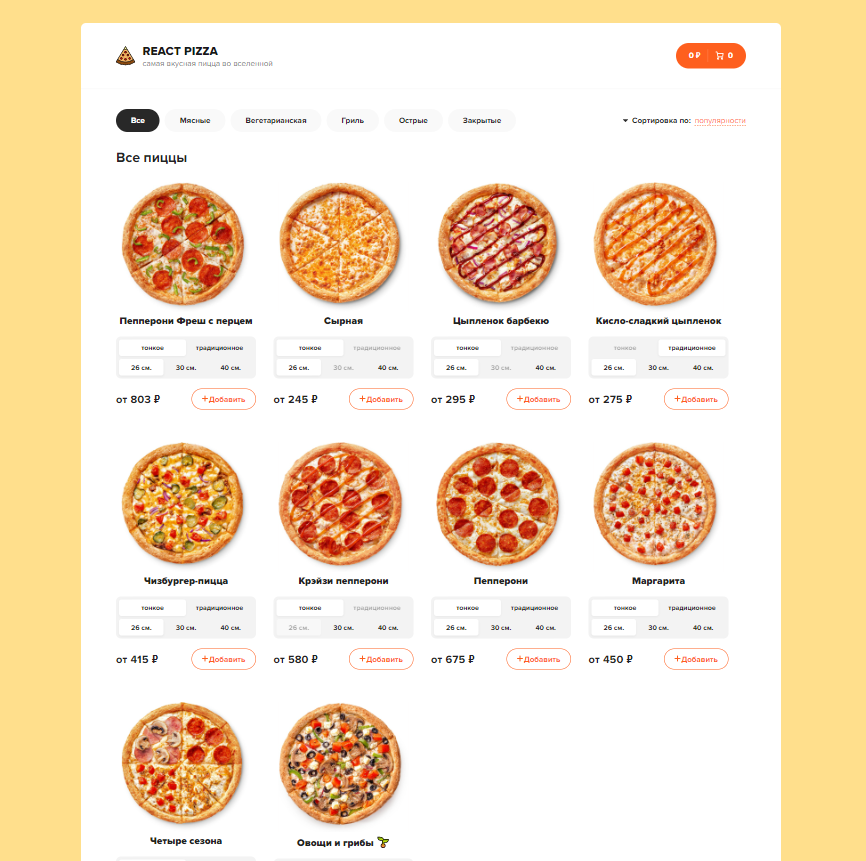 REACT PIZZA
самая вкусная пицца во вселенной
0 ₽ 0
Все Мясные Вегетарианская Гриль Острые Закрытые Сортировка по: популярности
Все пиццы
Пепперони Фреш с перцем Сырная Цыпленок барбекю Кисло-сладкий цыпленок
тонкое традиционное тонкое традиционное тонкое традиционное тонкое традиционное
26 см. 30 см. 40 см. 26 см. 30 см. 40 см. 26 см. 30 см. 40 см. 26 см. 30 см. 40 см.
от 803 ₽ +Добавить от 245 ₽ +Добавить от 295 ₽ +Добавить от 275 ₽ +Добавить
Чизбургер-пицца Крэйзи пепперони Пепперони Маргарита
тонкое традиционное тонкое традиционное тонкое традиционное тонкое традиционное
26 см. 30 см. 40 см. 26 см. 30 см. 40 см. 26 см. 30 см. 40 см. 26 см. 30 см. 40 см.
от 415 ₽ +Добавить от 580 ₽ +Добавить от 675 ₽ +Добавить от 450 ₽ +Добавить
Четыре сезона Овощи и грибы 🌱